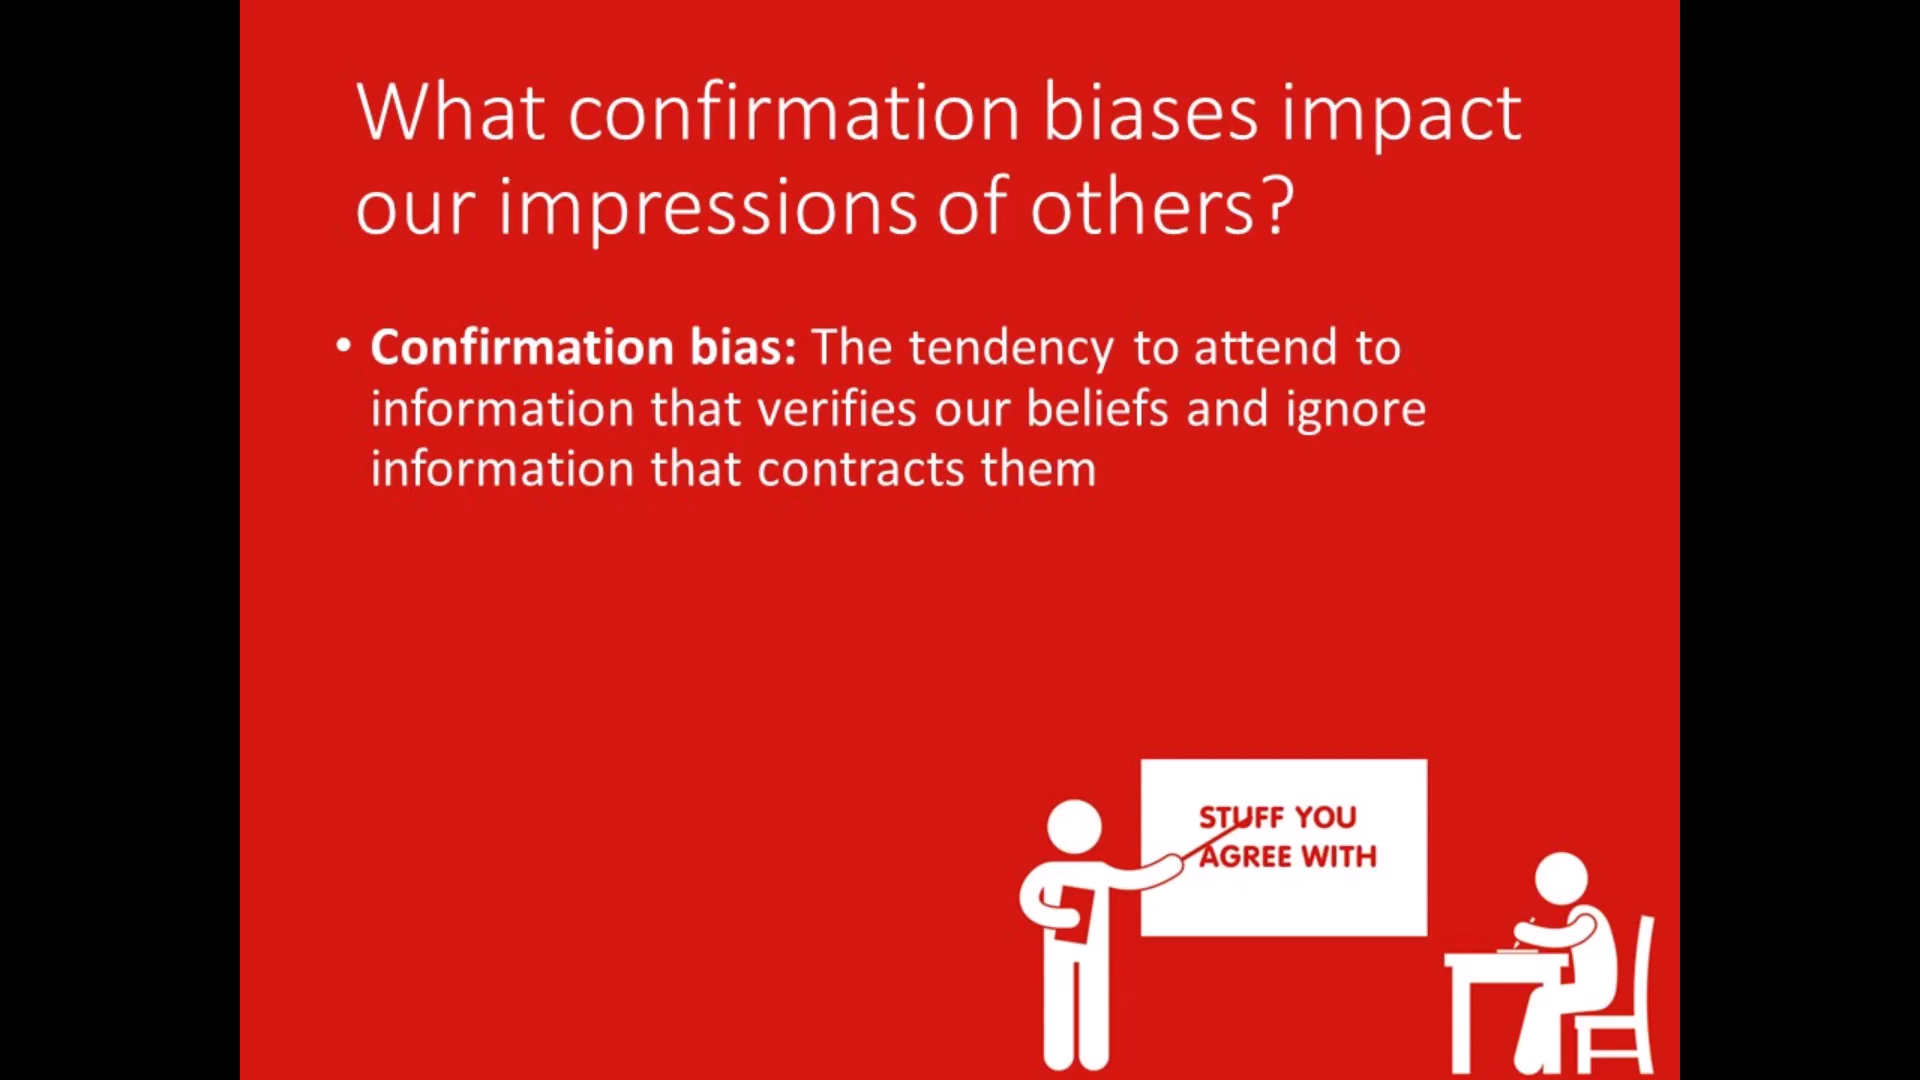 What confirmation biases impact
our impressions of others?
• Confirmation bias: The tendency to attend to
information that verifies our beliefs and ignore
information that contracts them
STUFF YOU
AGREE WITH